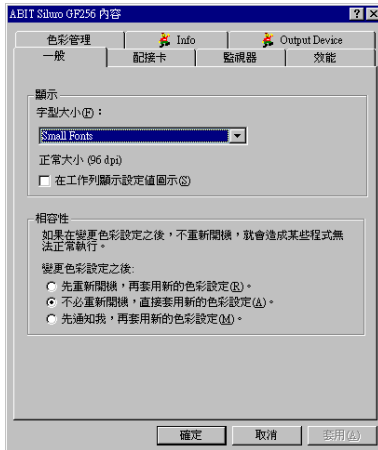 ABIT Siluro GF256 內容
色彩管理 Info Output Device
一般 配接卡 監視器 效能
顯示
字型大小(F)：
Small Fonts
正常大小 (96 dpi)
在工作列顯示設定值圖示(S)
相容性
如果在變更色彩設定之後，不重新開機，就會造成某些程式無
法正常執行。
變更色彩設定之後:
先重新開機，再套用新的色彩設定(R)。
不必重新開機，直接套用新的色彩設定(A)。
先通知我，再套用新的色彩設定(M)。
確定 取消 套用(A)